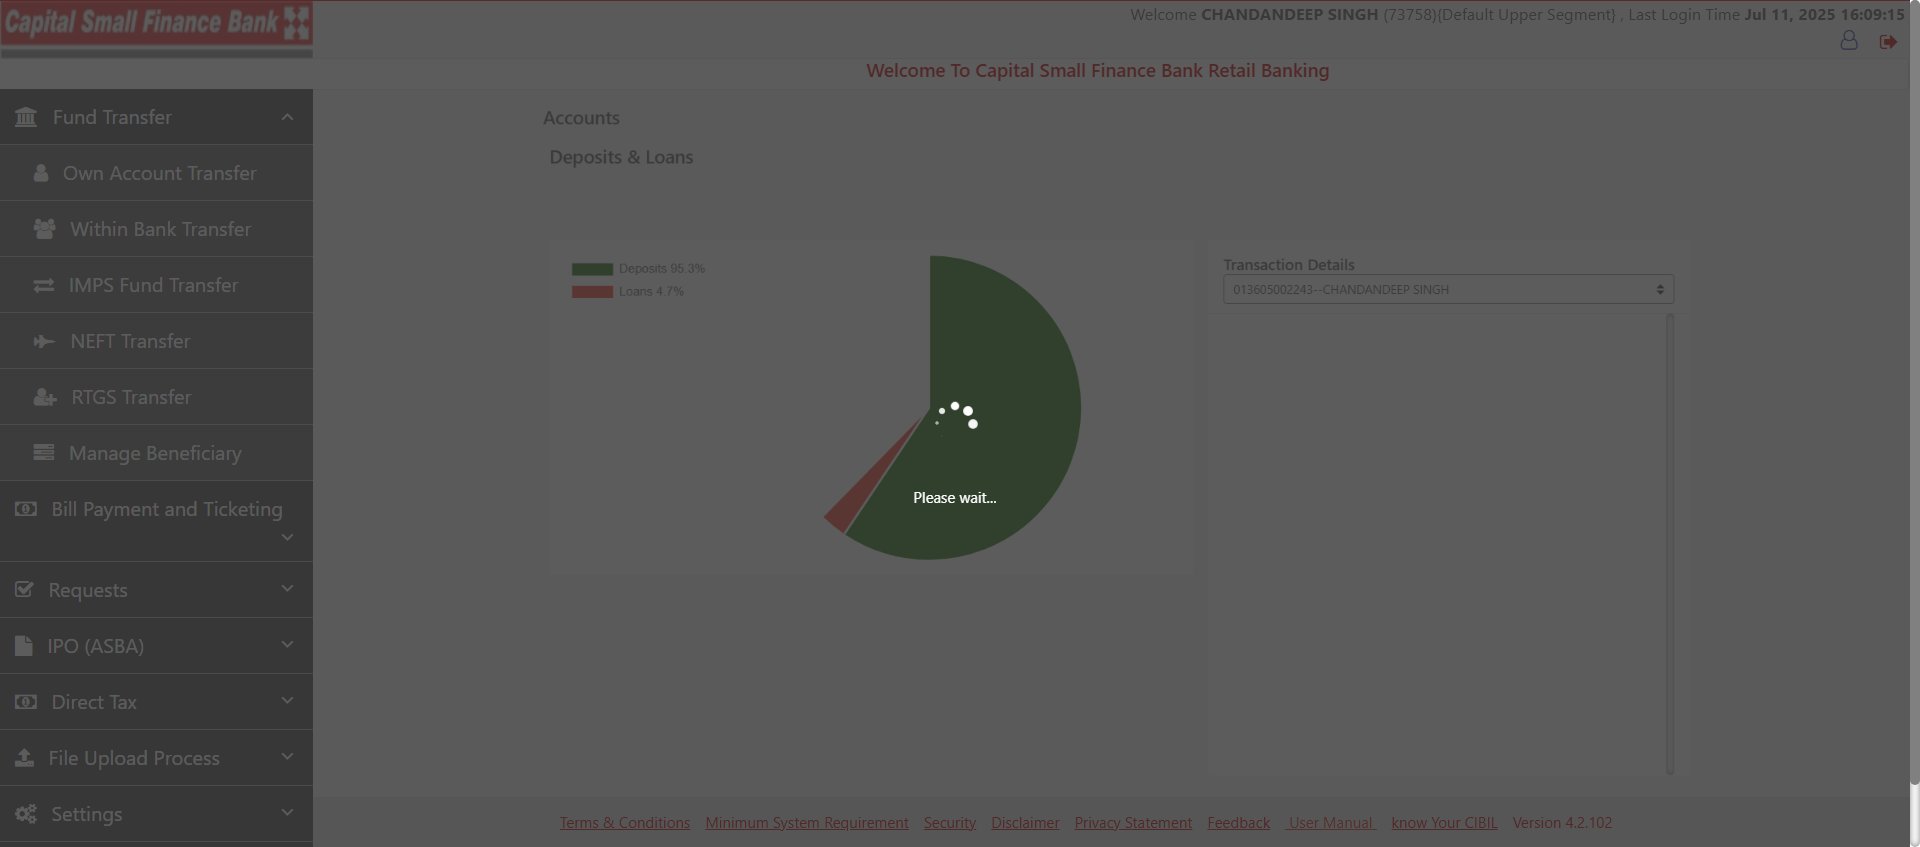 Capital Small Finance Bank
Welcome CHANDANDEEP SINGH (73758){Default Upper Segment} , Last Login Time Jul 11, 2025 16:09:15
Welcome To Capital Small Finance Bank Retail Banking
Fund Transfer
Own Account Transfer
Within Bank Transfer
IMPS Fund Transfer
NEFT Transfer
RTGS Transfer
Manage Beneficiary
Bill Payment and Ticketing
Requests
IPO (ASBA)
Direct Tax
File Upload Process
Settings
Accounts
Deposits & Loans
Deposits 95.3%
Loans 4.7%
Please wait...
Transaction Details
013605002243--CHANDANDEEP SINGH
Terms & Conditions Minimum System Requirement Security Disclaimer Privacy Statement Feedback User Manual know Your CIBIL Version 4.2.102